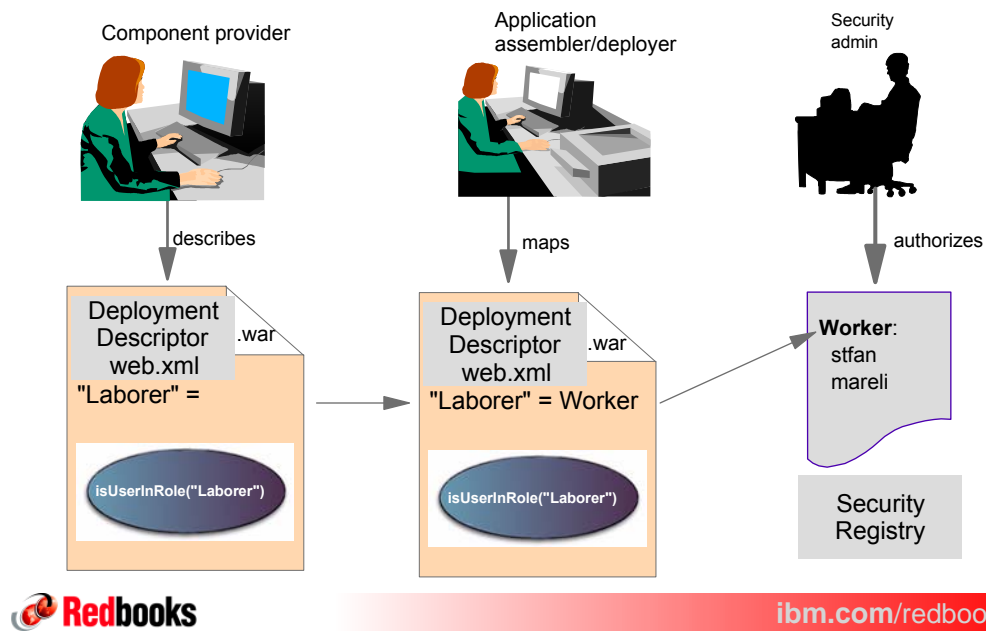 Component provider
Application
assembler/deployer
Security
admin
describes
maps
authorizes
Deployment
Descriptor
web.xml
.war
"Laborer" =
isUserInRole("Laborer")
Deployment
Descriptor
web.xml
.war
"Laborer" = Worker
isUserInRole("Laborer")
Worker:
stfan
mareli
Security
Registry
Redbooks
ibm.com/redboo